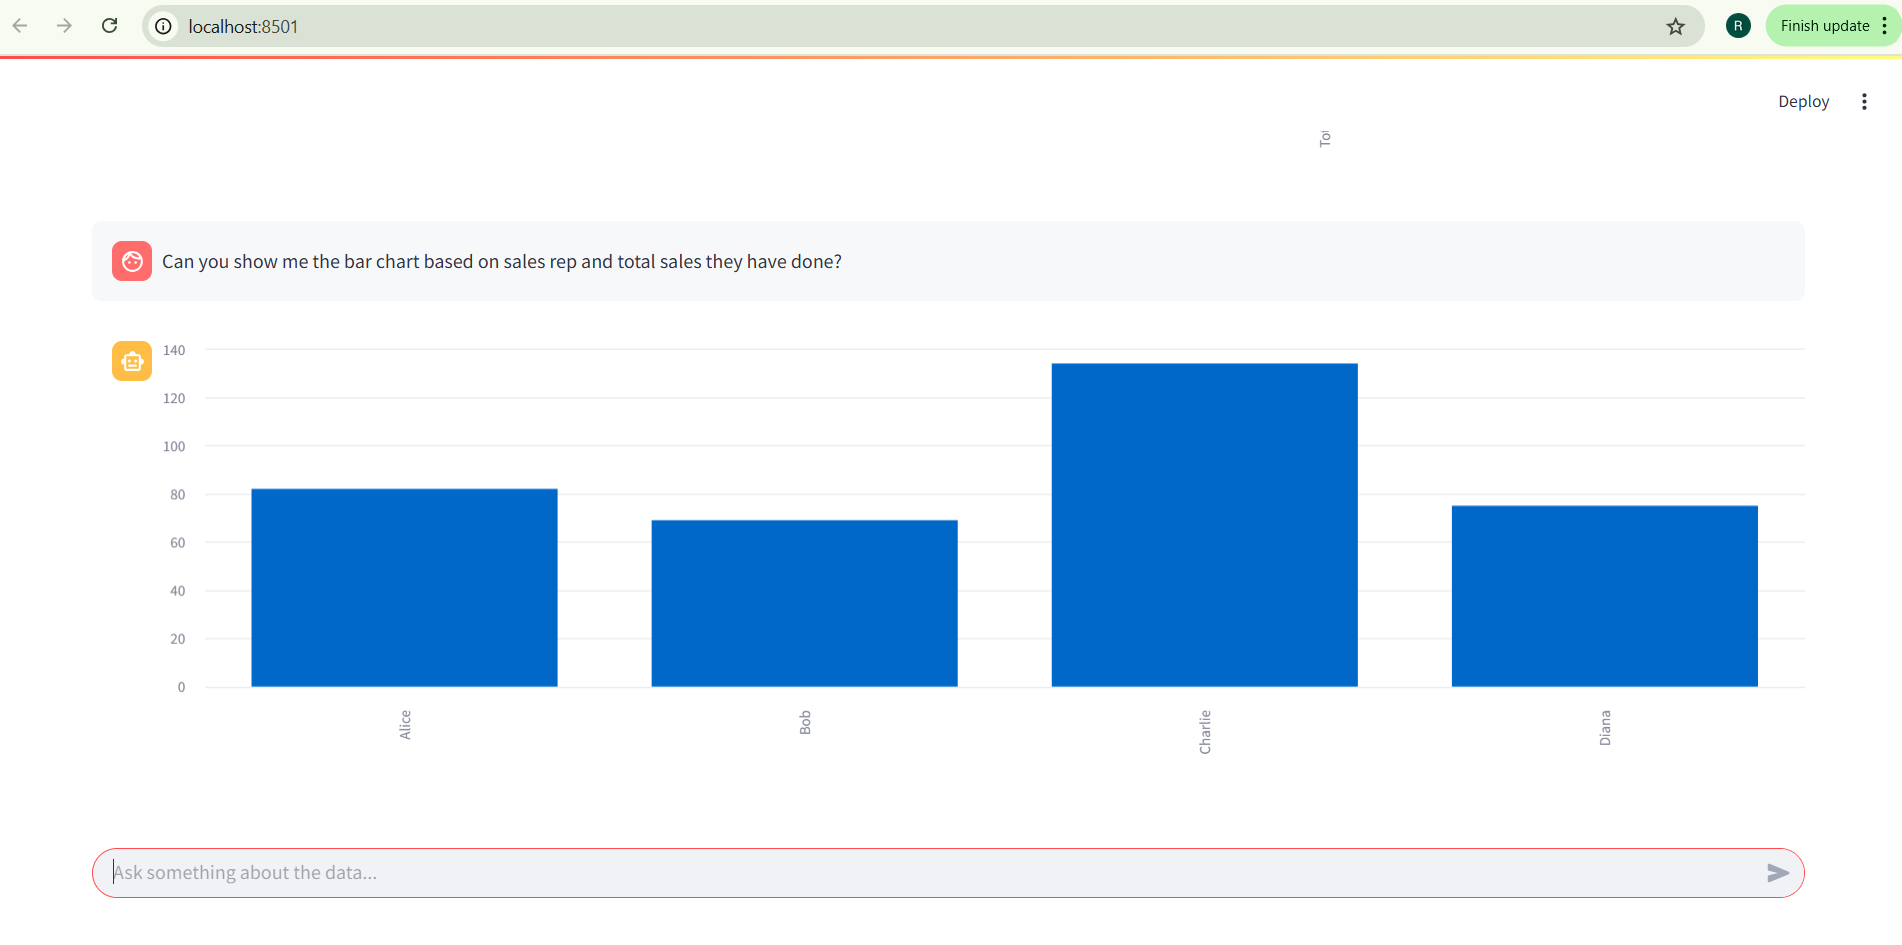 localhost:8501
R
Finish update
Deploy
Can you show me the bar chart based on sales rep and total sales they have done?
140
120
100
80
60
40
20
0
Alice
Bob
Charlie
Diana
Ask something about the data...